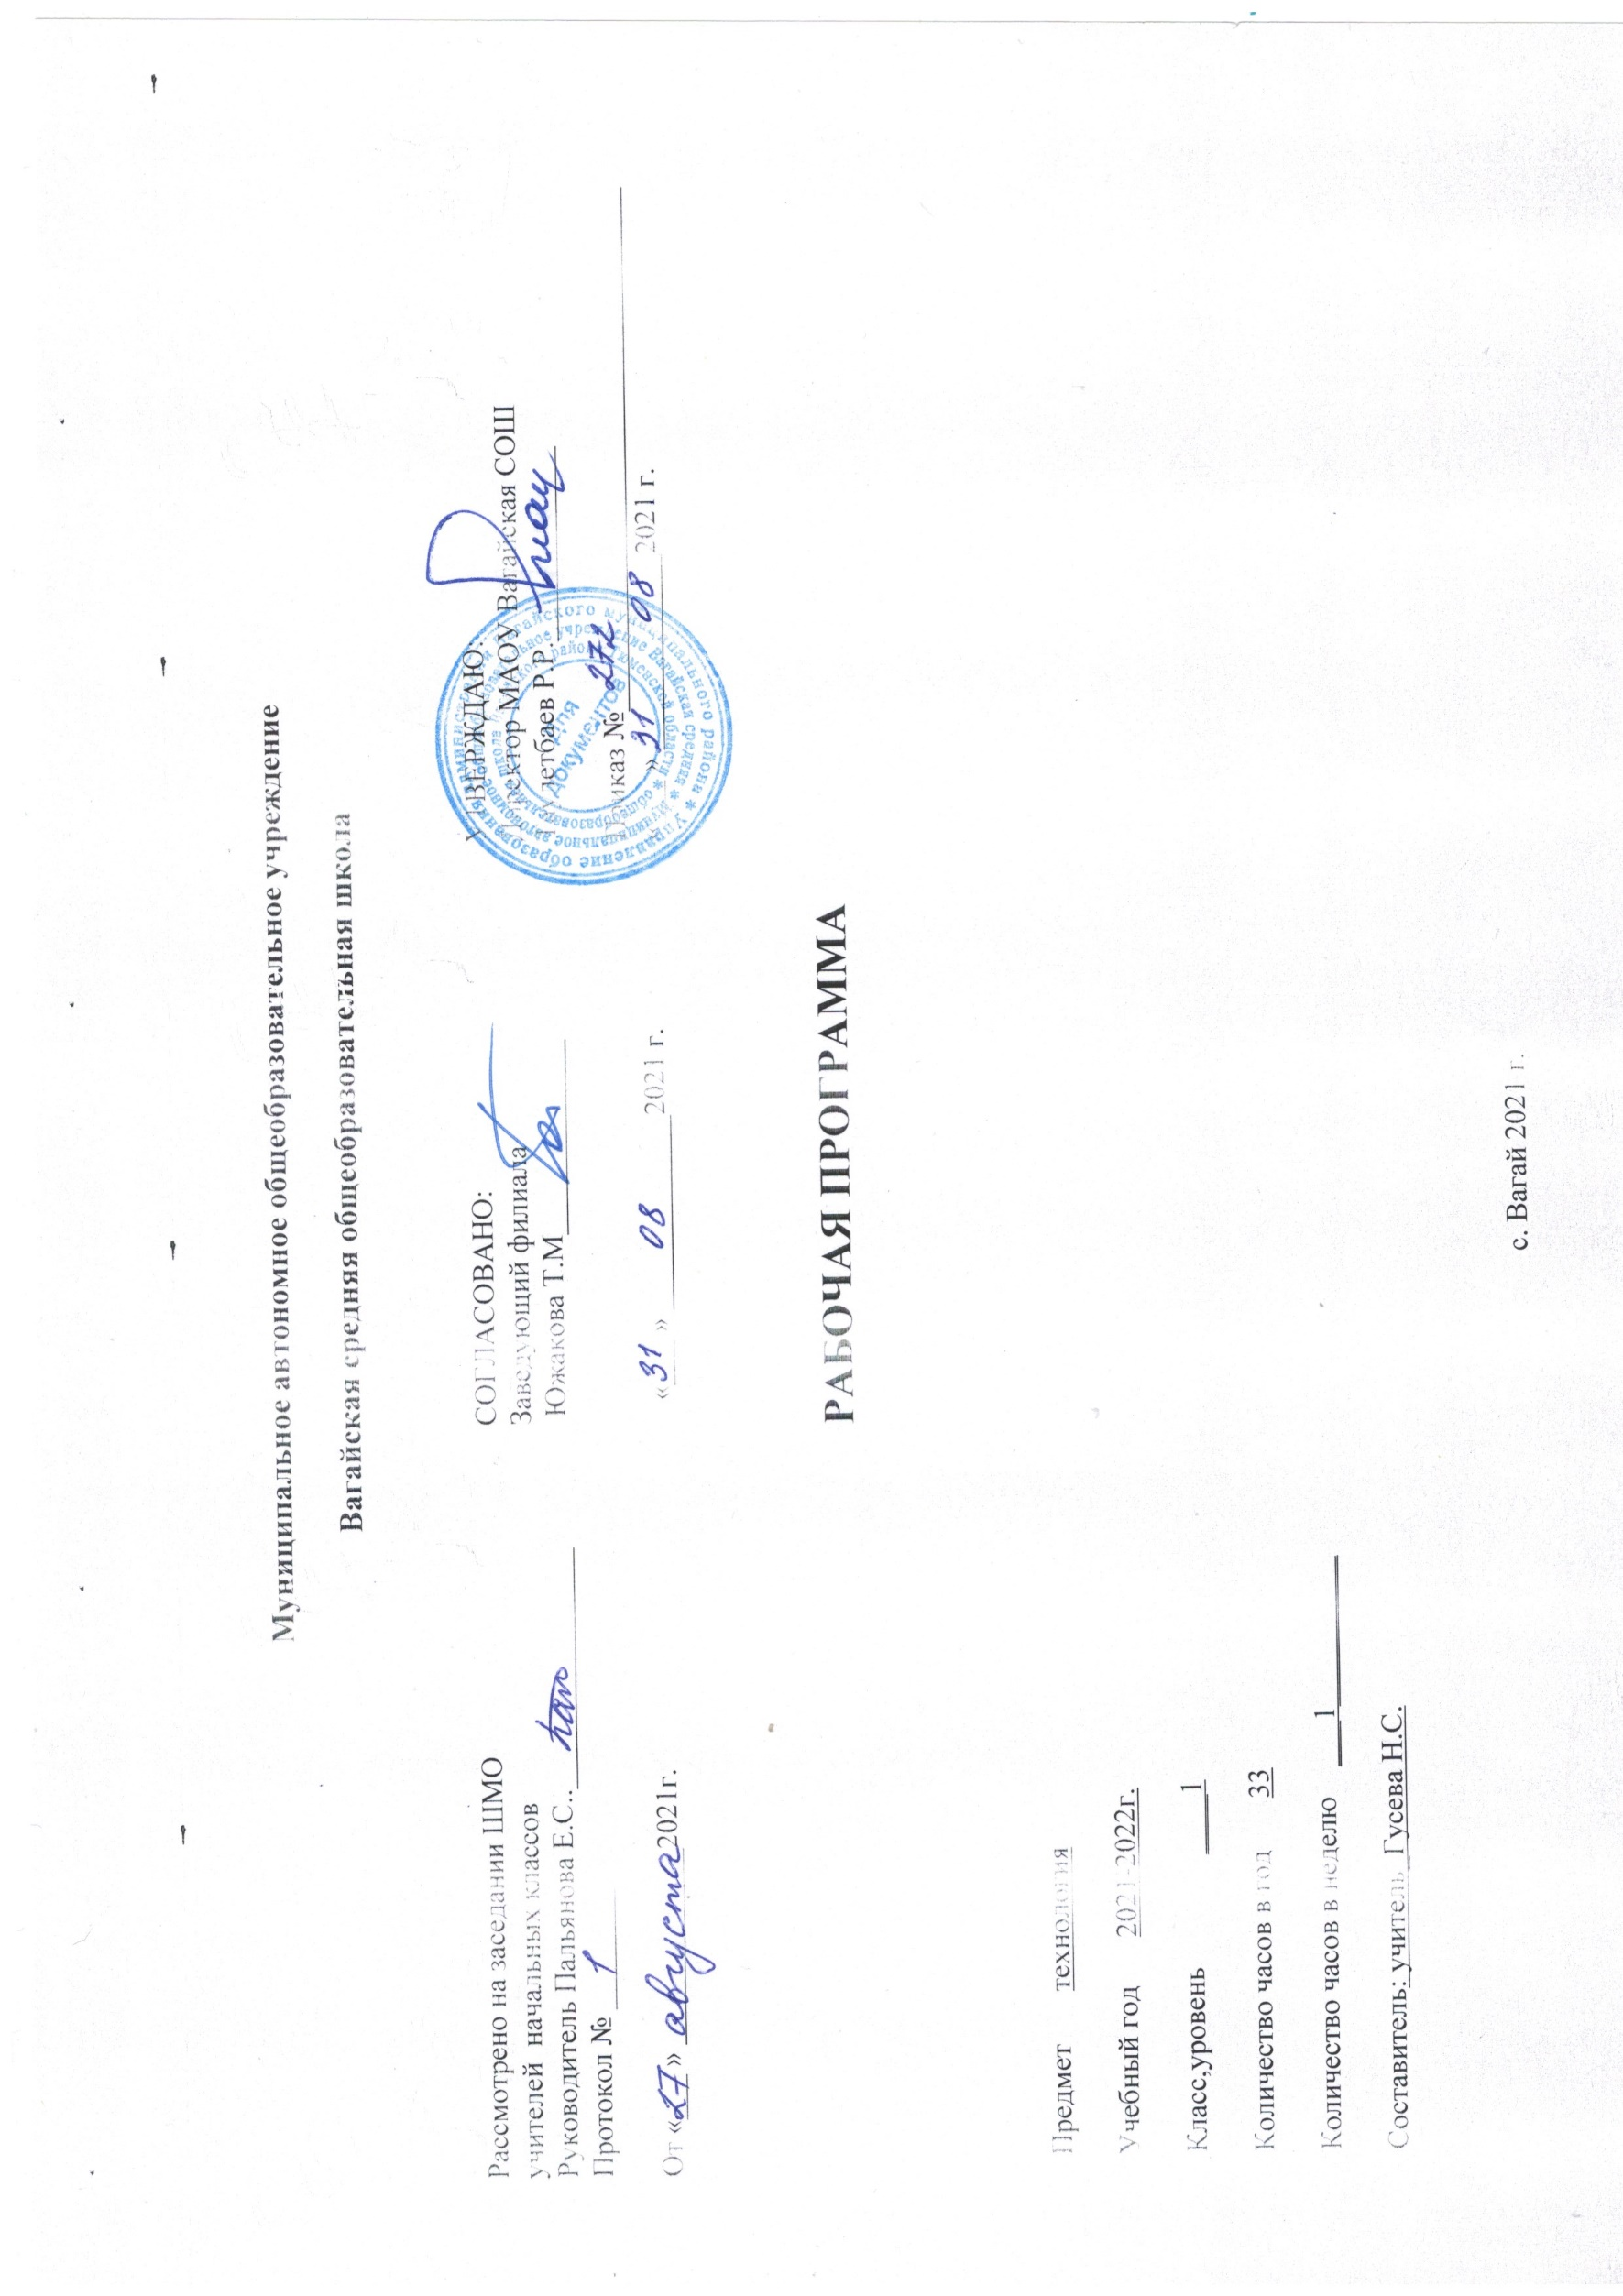 Муниципальное автономное общеобразовательное учреждение
Вагайская средняя общеобразовательная школа
Рассмотрено на заседании ШМО
учителей начальных классов
Руководитель Пальянова Е.С..
Протокол № 1
От «27» августа 2021г.
СОГЛАСОВАНО:
Заведующий филиала
Южакова Т.М
«31» 08 2021 г.
УТВЕРЖДАЮ:
Директор МАОУ Вагайская СОШ
Р.Р.
Приказ №
» 31 08 2021 г.
Для
документов
РАБОЧАЯ ПРОГРАММА
Предмет технология
Учебный год 2021-2022г.
Класс,уровень 1
Количество часов в год 33
Количество часов в неделю 1
Составитель: учитель Гусева Н.С.
с. Вагай 2021 г.